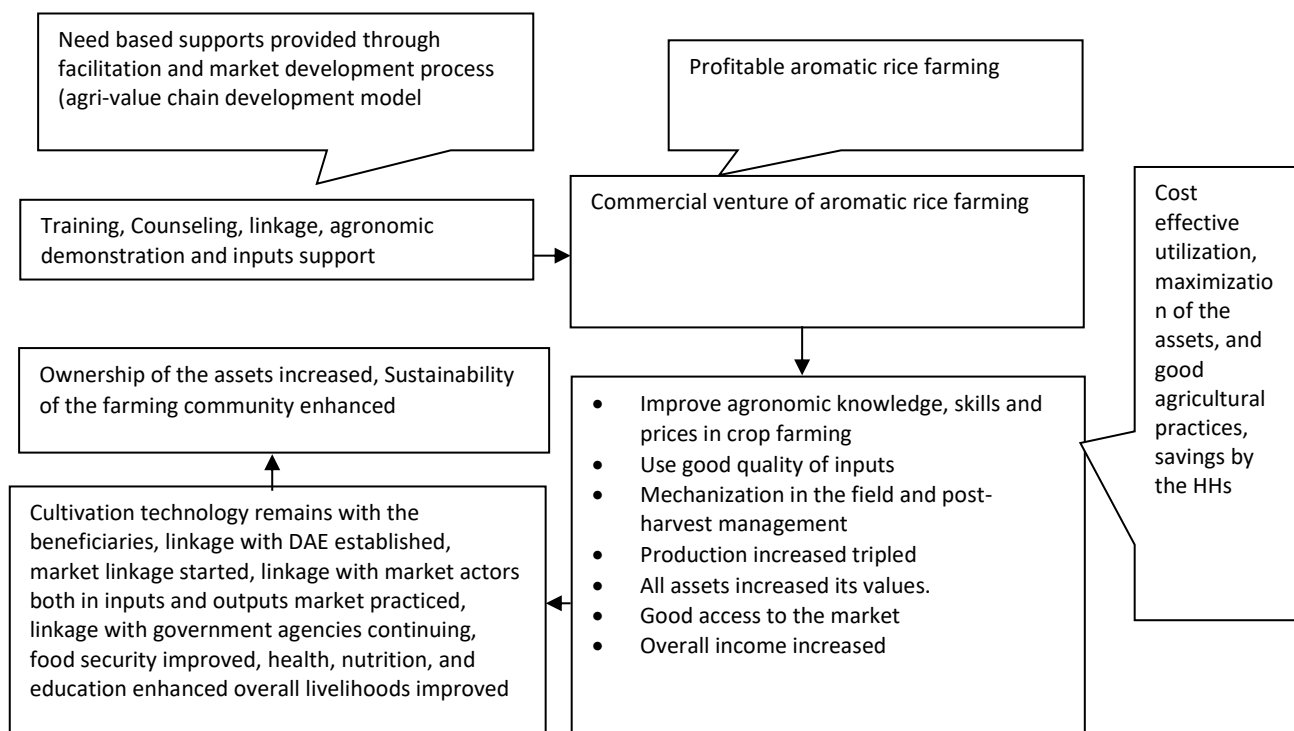 Need based supports provided through
facilitation and market development process
(agri-value chain development model
Profitable aromatic rice farming
Training, Counseling, linkage, agronomic
demonstration and inputs support
Commercial venture of aromatic rice farming
Cost
effective
utilization,
maximizatio
n of the
assets, and
good
agricultural
practices,
savings by
the HHs
Ownership of the assets increased, Sustainability
of the farming community enhanced
• Improve agronomic knowledge, skills and
prices in crop farming
• Use good quality of inputs
• Mechanization in the field and post-
harvest management
• Production increased tripled
• All assets increased its values.
• Good access to the market
• Overall income increased
Cultivation technology remains with the
beneficiaries, linkage with DAE established,
market linkage started, linkage with market actors
both in inputs and outputs market practiced,
linkage with government agencies continuing,
food security improved, health, nutrition, and
education enhanced overall livelihoods improved